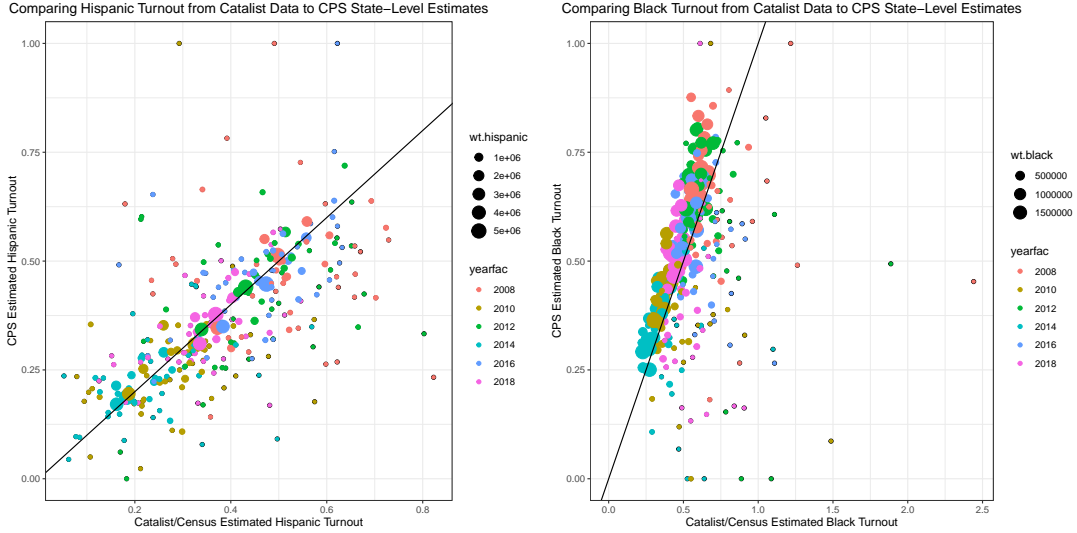 Comparing Hispanic Turnout from Catalist Data to CPS State−Level Estimates
CPS Estimated Hispanic Turnout
1.00
0.75
0.50
0.25
0.00
0.2
0.4
0.6
0.8
Catalist/Census Estimated Hispanic Turnout
wt.hispanic
1e+06
2e+06
3e+06
4e+06
5e+06
yearfac
2008
2010
2012
2014
2016
2018
Comparing Black Turnout from Catalist Data to CPS State−Level Estimates
CPS Estimated Black Turnout
1.00
0.75
0.50
0.25
0.00
0.0
0.5
1.0
1.5
2.0
2.5
Catalist/Census Estimated Black Turnout
wt.black
500000
1000000
1500000
yearfac
2008
2010
2012
2014
2016
2018